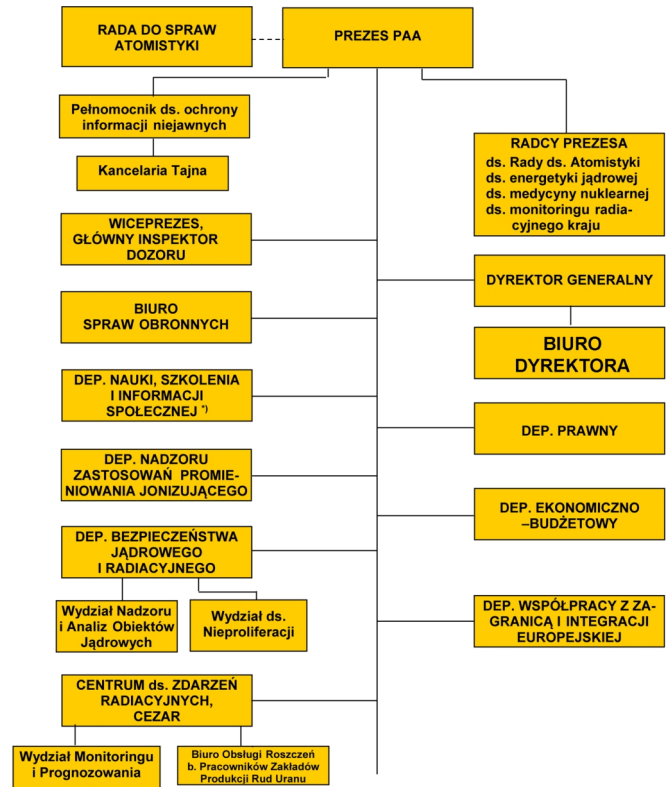 RADA DO SPRAW
ATOMISTYKI
PREZES PAA
Pełnomocnik ds. ochrony
informacji niejawnych
Kancelaria Tajna
RADCY PREZESA
ds. Rady ds. Atomistyki
ds. energetyki jądrowej
ds. medycyny nuklearnej
ds. monitoringu radia-
cyjnego kraju
WICEPREZES,
GŁÓWNY INSPEKTOR
DOZORU
DYREKTOR GENERALNY
BIURO
SPRAW OBRONNYCH
BIURO
DYREKTORA
DEP. NAUKI, SZKOLENIA
I INFORMACJI
SPOŁECZNEJ *)
DEP. PRAWNY
DEP. NADZORU
ZASTOSOWAŃ PROMIE-
NIOWANIA JONIZUJĄCEGO
DEP. EKONOMICZNO
–BUDŻETOWY
DEP. BEZPIECZEŃSTWA
JĄDROWEGO
I RADIACYJNEGO
Wydział Nadzoru
i Analiz Obiektów
Jądrowych
Wydział ds.
Nieproliferacji
DEP. WSPÓŁPRACY Z ZA-
GRANICĄ I INTEGRACJI
EUROPEJSKIEJ
CENTRUM ds. ZDARZEŃ
RADIACYJNYCH,
CEZAR
Wydział Monitoringu
i Prognozowania
Biuro Obsługi Roszczeń
b. Pracowników Zakładów
Produkcji Rud Uranu